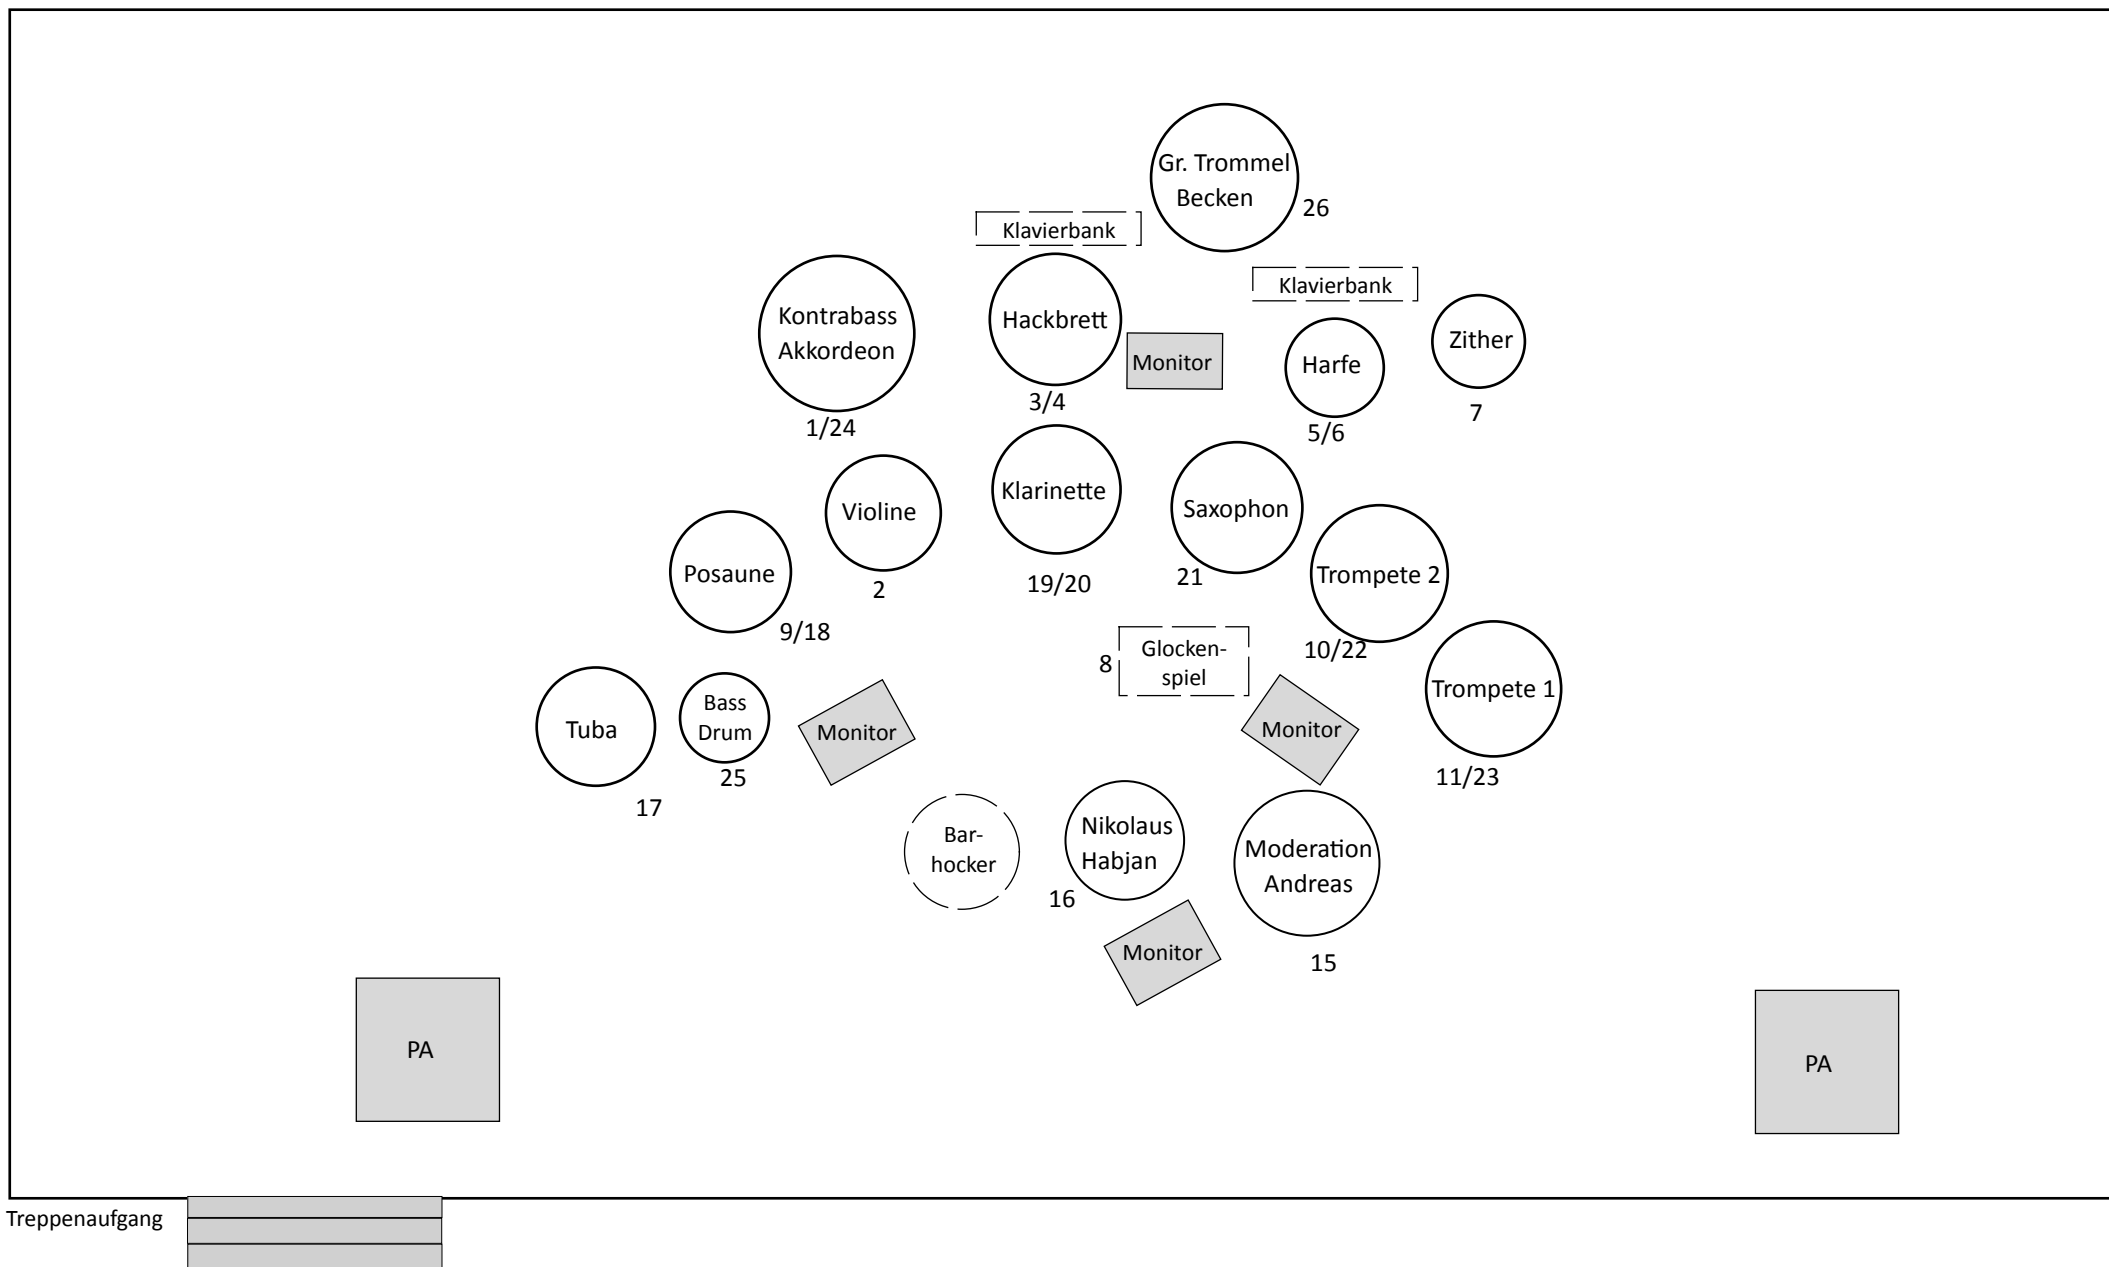 Gr. Trommel
Becken
26
Klavierbank
Klavierbank
Kontrabass
Akkordeon
1/24
Hackbrett
3/4
Monitor
Harfe
5/6
Zither
7
Posaune
9/18
Violine
2
Klarinette
19/20
Saxophon
21
Trompete 2
10/22
8
Glocken-
spiel
Trompete 1
11/23
Tuba
17
Bass
Drum
25
Monitor
Monitor
Bar-
hocker
Nikolaus
Habjan
16
Moderation
Andreas
15
Monitor
PA
PA
Treppenaufgang